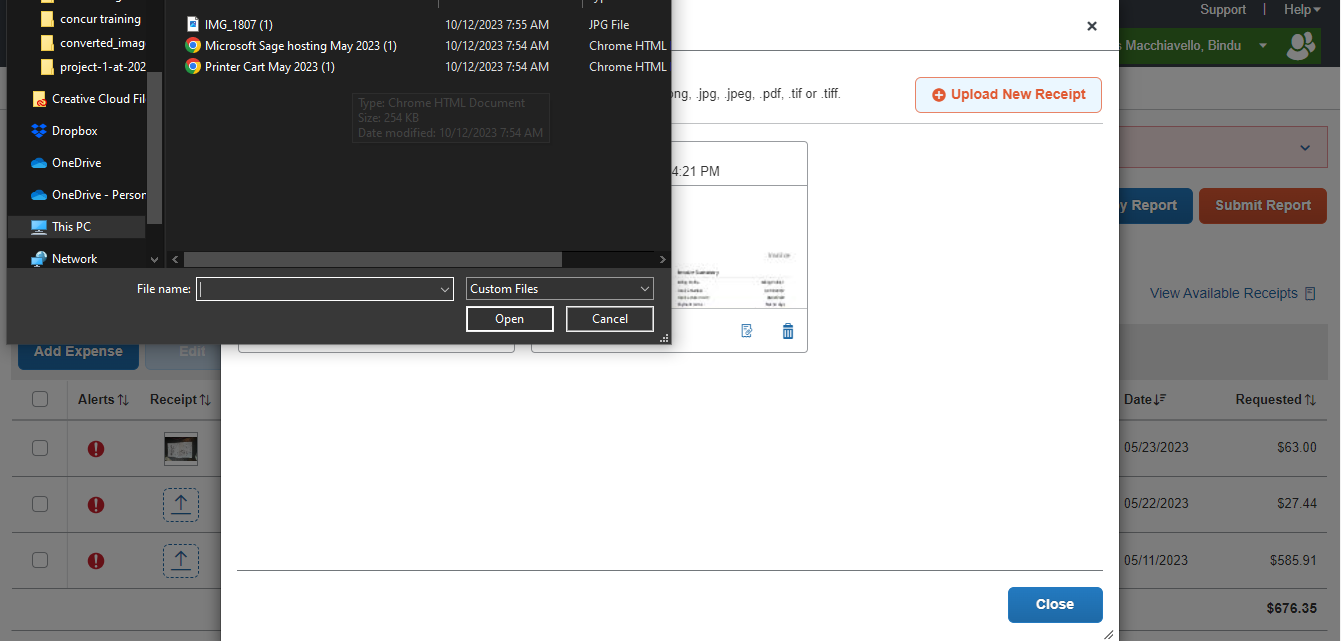 concur training
converted_imag
project-1-at-202
Creative Cloud Fil
Dropbox
OneDrive
OneDrive - Person
This PC
Network
IMG_1807 (1) 10/12/2023 7:55 AM JPG File
Microsoft Sage hosting May 2023 (1) 10/12/2023 7:54 AM Chrome HTML
Printer Cart May 2023 (1) 10/12/2023 7:54 AM Chrome HTML
Type: Chrome HTML Document
Size: 254 KB
Date modified: 10/12/2023 7:54 AM
File name:
Custom Files
Open Cancel
Support | Help
Macchiavello, Bindu
ong, .jpg, .jpeg, .pdf, .tif or .tiff.
Upload New Receipt
4:21 PM
y Report Submit Report
View Available Receipts
Add Expense Edit
Alerts Receipt Date Requested
05/23/2023 $63.00
05/22/2023 $27.44
05/11/2023 $585.91
$676.35
Close